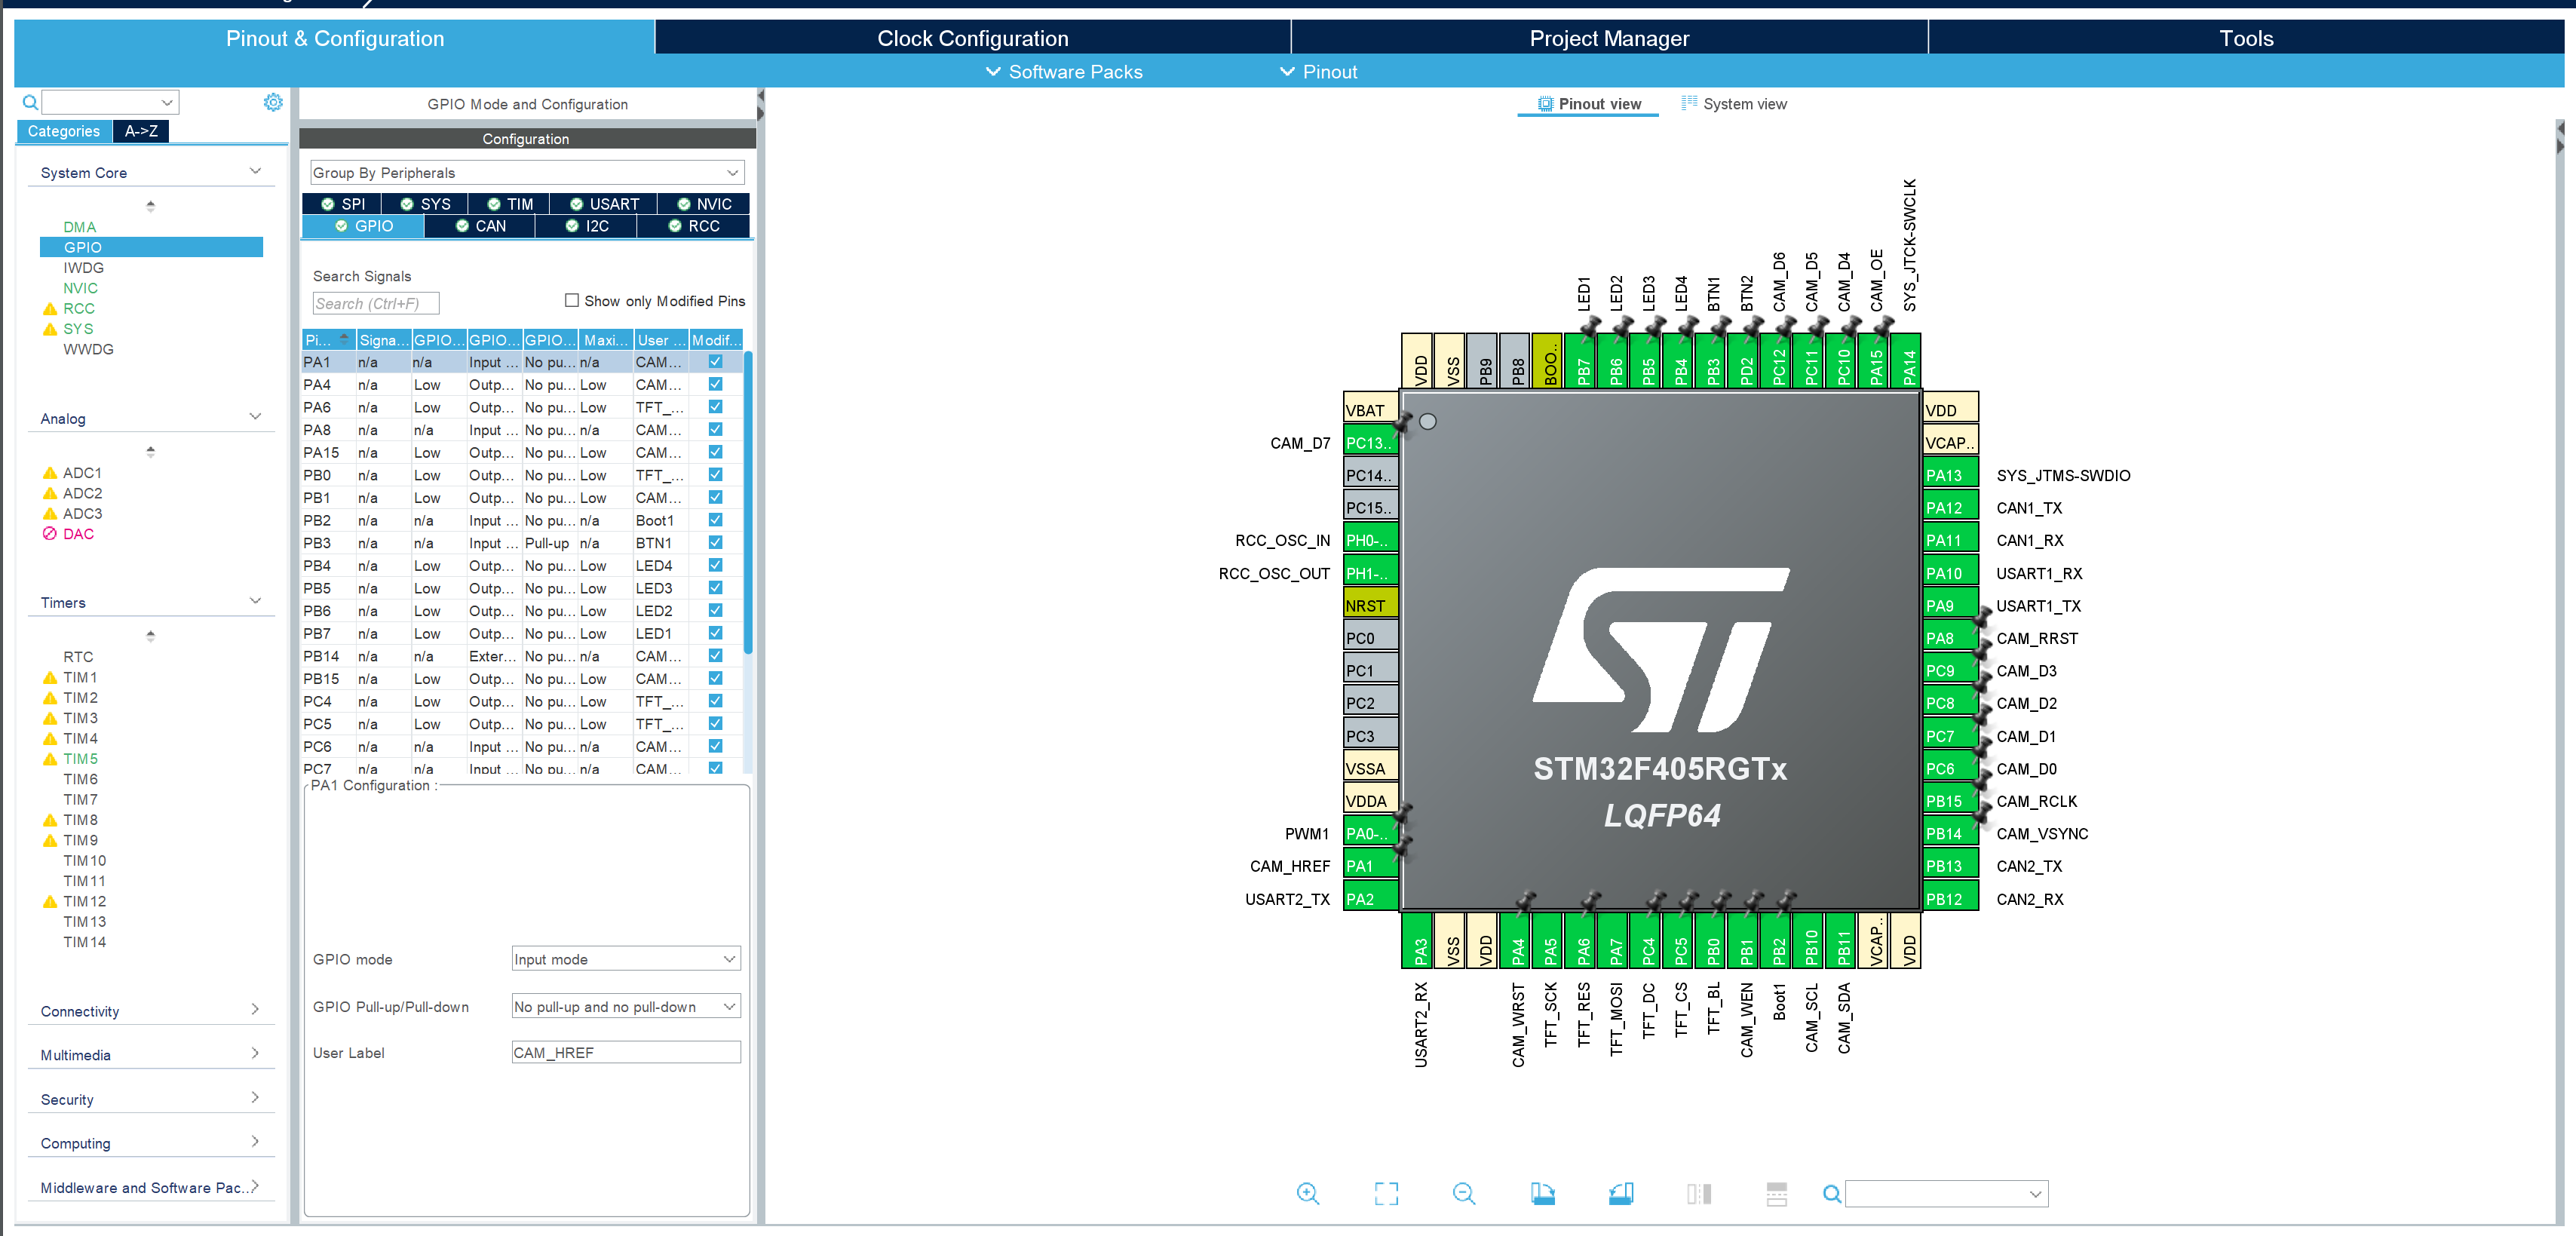 Pinout & Configuration
Clock Configuration
Project Manager
Tools
Software Packs
Pinout
Categories
A->Z
System Core
DMA
GPIO
IWDG
NVIC
RCC
SYS
WWDG
Analog
ADC1
ADC2
ADC3
DAC
Timers
RTC
TIM1
TIM2
TIM3
TIM4
TIM5
TIM6
TIM7
TIM8
TIM9
TIM10
TIM11
TIM12
TIM13
TIM14
Connectivity
Multimedia
Security
Computing
Middleware and Software Pac...
GPIO Mode and Configuration
Configuration
Group By Peripherals
SPI SYS TIM USART NVIC
GPIO CAN I2C RCC
Search Signals
Search (Ctrl+F)
Show only Modified Pins
Pi... Signa... GPIO... GPIO... GPIO... Maxi... User ... Modif...
PA1 n/a n/a Input ... No pu... n/a CAM...
PA4 n/a Low Outp... No pu... Low CAM...
PA6 n/a Low Outp... No pu... Low TFT_...
PA8 n/a n/a Input ... No pu... n/a CAM...
PA15 n/a Low Outp... No pu... Low CAM...
PB0 n/a Low Outp... No pu... Low TFT_...
PB1 n/a Low Outp... No pu... Low CAM...
PB2 n/a n/a Input ... No pu... n/a Boot1
PB3 n/a n/a Input ... Pull-up n/a BTN1
PB4 n/a Low Outp... No pu... Low LED4
PB5 n/a Low Outp... No pu... Low LED3
PB6 n/a Low Outp... No pu... Low LED2
PB7 n/a Low Outp... No pu... Low LED1
PB14 n/a n/a Exter... No pu... n/a CAM...
PB15 n/a Low Outp... No pu... Low CAM...
PC4 n/a Low Outp... No pu... Low TFT_...
PC5 n/a Low Outp... No pu... Low TFT_...
PC6 n/a n/a Input ... No pu... n/a CAM...
PC7 n/a n/a Input ... No pu... n/a CAM...
PA1 Configuration :
GPIO mode
Input mode
GPIO Pull-up/Pull-down
No pull-up and no pull-down
User Label
CAM_HREF
Pinout view
System view
LED1
LED2
LED3
LED4
BTN1
BTN2
CAM_D6
CAM_D5
CAM_D4
CAM_OE
SYS_JTCK-SWCLK
VDD
VSS
PB9
PB8
BOO..
PB7
PB6
PB5
PB4
PB3
PD2
PC12
PC11
PC10
PA15
PA14
VBAT
CAM_D7 PC13..
PC14..
PC15..
RCC_OSC_IN PH0-..
RCC_OSC_OUT PH1-..
NRST
PC0
PC1
PC2
PC3
VSSA
VDDA
PWM1 PA0-..
CAM_HREF PA1
USART2_TX PA2
ST
STM32F405RGTx
LQFP64
VDD
VCAP..
PA13 SYS_JTMS-SWDIO
PA12 CAN1_TX
PA11 CAN1_RX
PA10 USART1_RX
PA9 USART1_TX
PA8 CAM_RRST
PC9 CAM_D3
PC8 CAM_D2
PC7 CAM_D1
PC6 CAM_D0
PB15 CAM_RCLK
PB14 CAM_VSYNC
PB13 CAN2_TX
PB12 CAN2_RX
PA3
VSS
VDD
PA4
PA5
PA6
PA7
PC4
PC5
PB0
PB1
PB2
PB10
PB11
VCAP..
VDD
USART2_RX
CAM_WRST
TFT_SCK
TFT_RES
TFT_MOSI
TFT_DC
TFT_CS
TFT_BL
CAM_WEN
Boot1
CAM_SCL
CAM_SDA